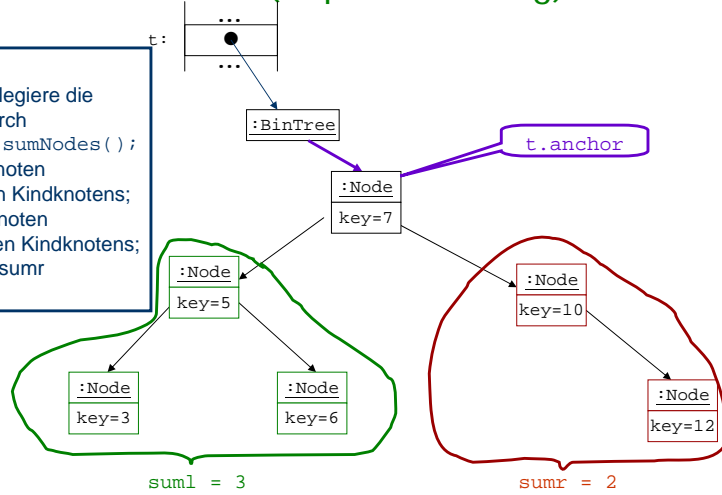 ...
t:
...
legiere die
rch
sumNodes();
noten
n Kindknotens;
noten
en Kindknotens;
sumr
:BinTree
t.anchor
:Node
key=7
:Node
key=5
:Node
key=10
:Node
key=3
:Node
key=6
:Node
key=12
suml = 3
sumr = 2